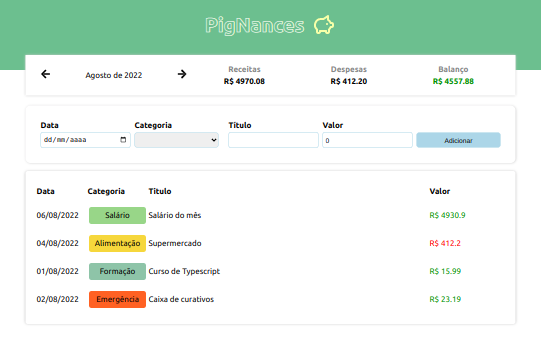 PigNances
Agosto de 2022
Receitas
R$ 4970.08
Despesas
R$ 412.20
Balanço
R$ 4557.88
Data Categoria Título Valor
dd/mm/aaaa 0 Adicionar
Data Categoria Título Valor
06/08/2022 Salário Salário do mês R$ 4930.9
04/08/2022 Alimentação Supermercado R$ 412.2
01/08/2022 Formação Curso de Typescript R$ 15.99
02/08/2022 Emergência Caixa de curativos R$ 23.19